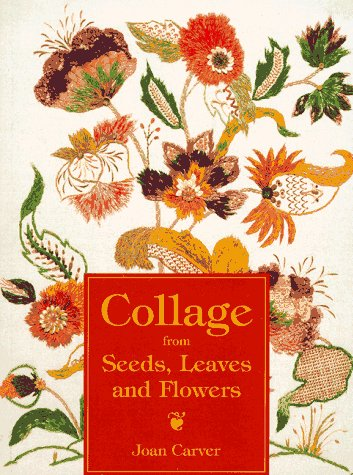 Collage
from
Seeds, Leaves
and Flowers
Joan Carver